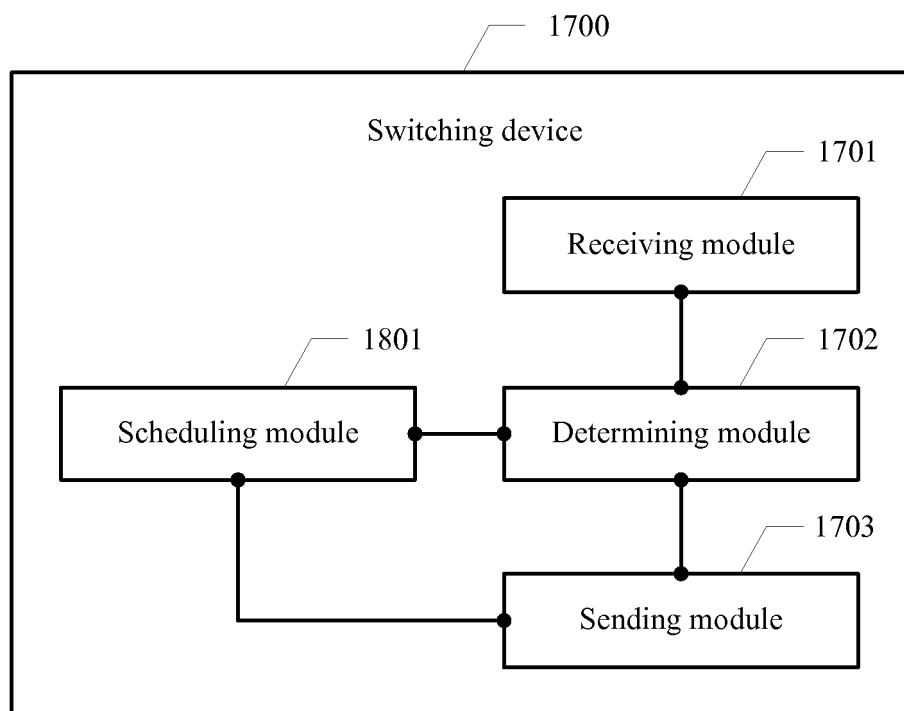 1700
Switching device
1701
Receiving module
1801
1702
Scheduling module
Determining module
1703
Sending module